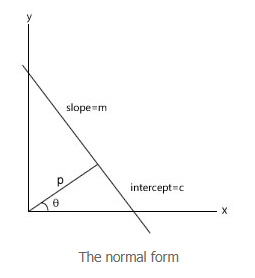 y
slope=m
p
intercept=c
θ
x
The normal form